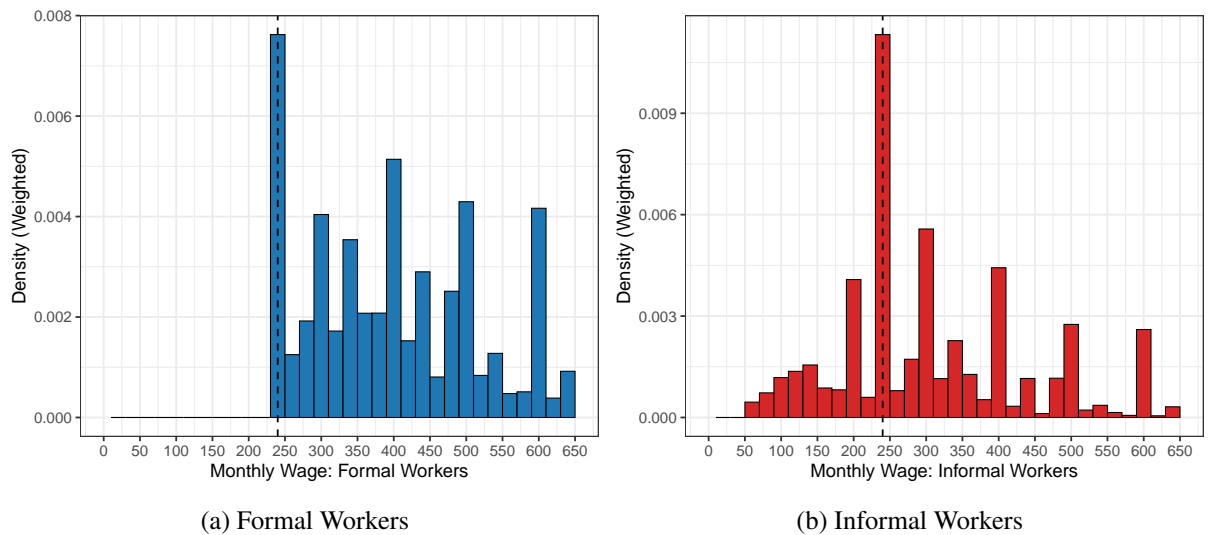 0.008
0.006
0.004
0.002
0.000
Density (Weighted)
0 50 100 150 200 250 300 350 400 450 500 550 600 650
Monthly Wage: Formal Workers
(a) Formal Workers
0.009
0.006
0.003
0.000
Density (Weighted)
0 50 100 150 200 250 300 350 400 450 500 550 600 650
Monthly Wage: Informal Workers
(b) Informal Workers